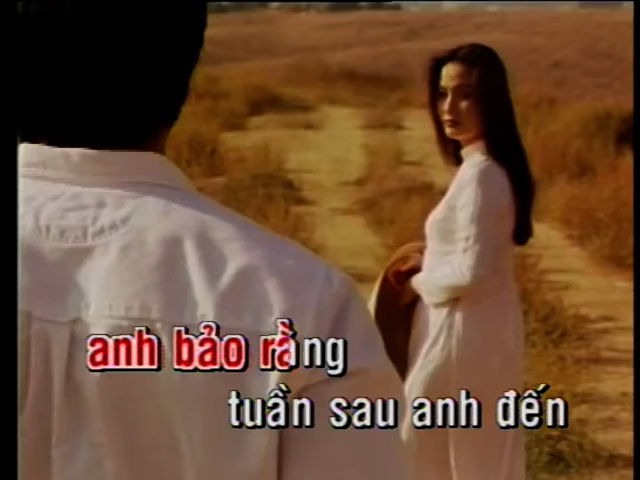 anh bảo rằng
tuần sau anh đến